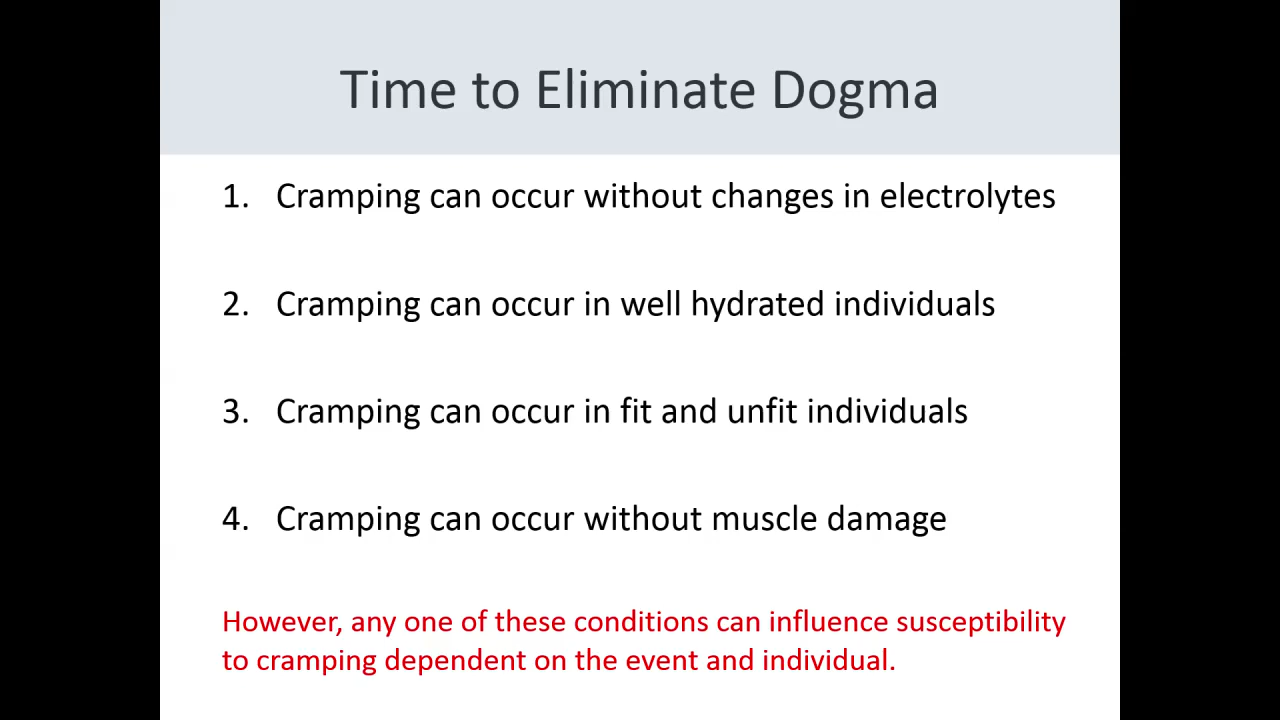 Time to Eliminate Dogma
1. Cramping can occur without changes in electrolytes
2. Cramping can occur in well hydrated individuals
3. Cramping can occur in fit and unfit individuals
4. Cramping can occur without muscle damage
However, any one of these conditions can influence susceptibility
to cramping dependent on the event and individual.